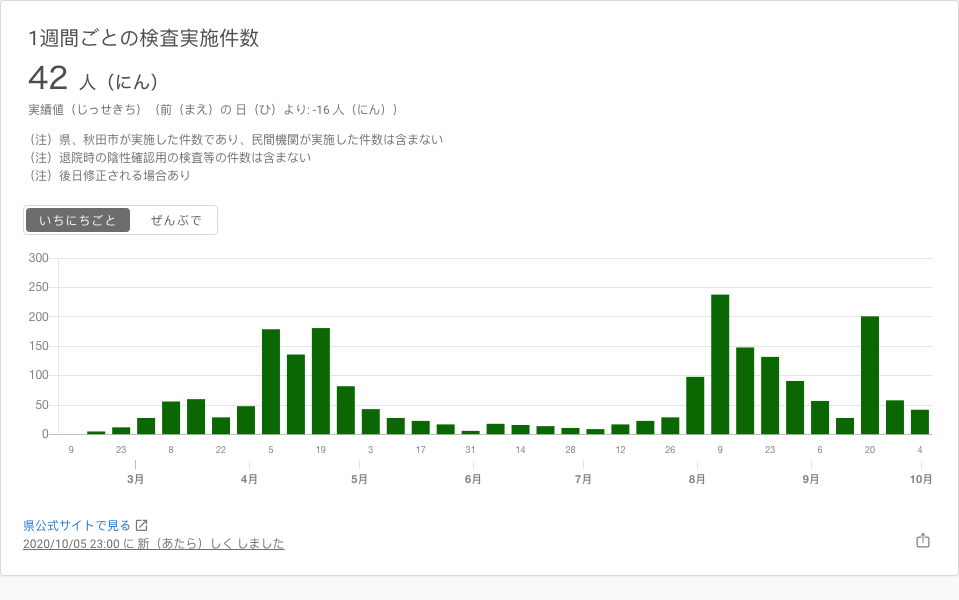 1週間ごとの検査実施件数
42 人（にん）
実績値（じっせきち）（前（まえ）の 日（ひ）より: -16 人（にん））
（注）県、秋田市が実施した件数であり、民間機関が実施した件数は含まない
（注）退院時の陰性確認用の検査等の件数は含まない
（注）後日修正される場合あり
いちにちごと ぜんぶで
300
250
200
150
100
50
0
9 23 8 22 5 19 3 17 31 14 28 12 26 9 23 6 20 4
3月 4月 5月 6月 7月 8月 9月 10月
県公式サイトで見る
2020/10/05 23:00 に 新（あたら）しく しました